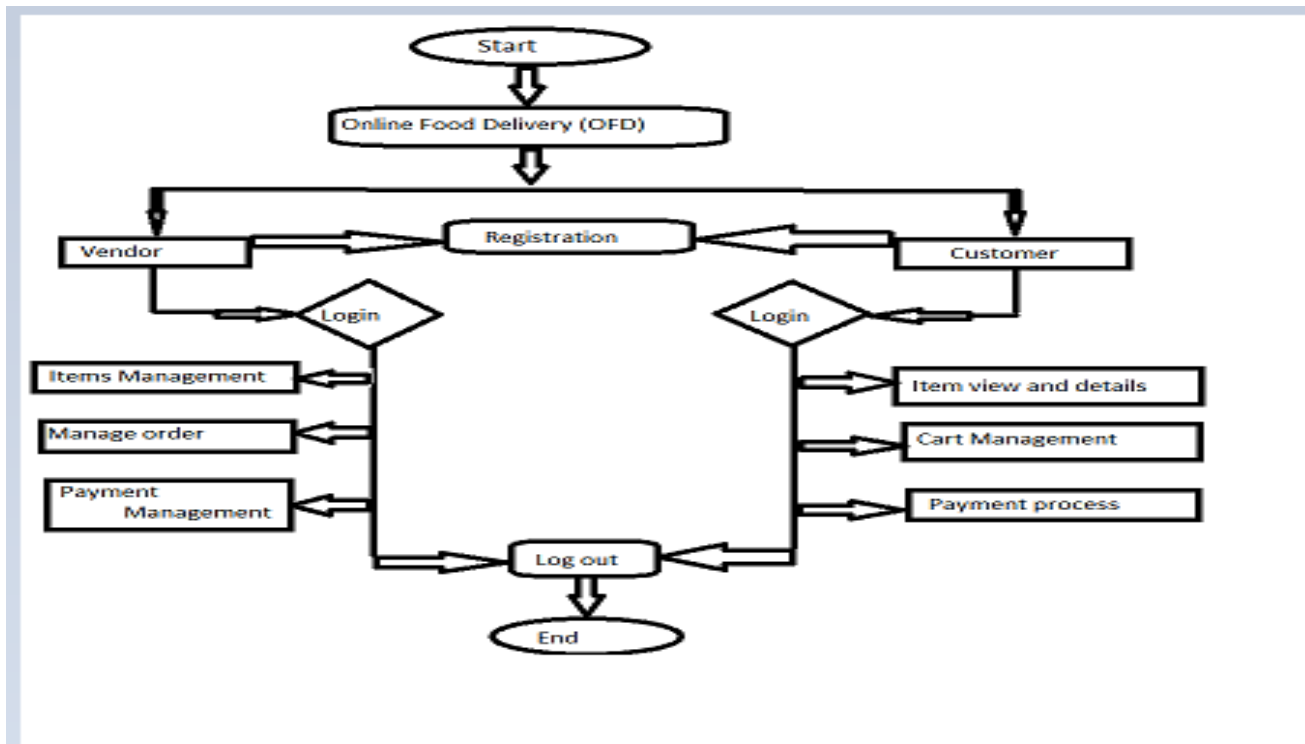 Start
Online Food Delivery (OFD)
Vendor
Registration
Customer
Login
Login
Items Management
Item view and details
Manage order
Cart Management
Payment
Management
Payment process
Log out
End